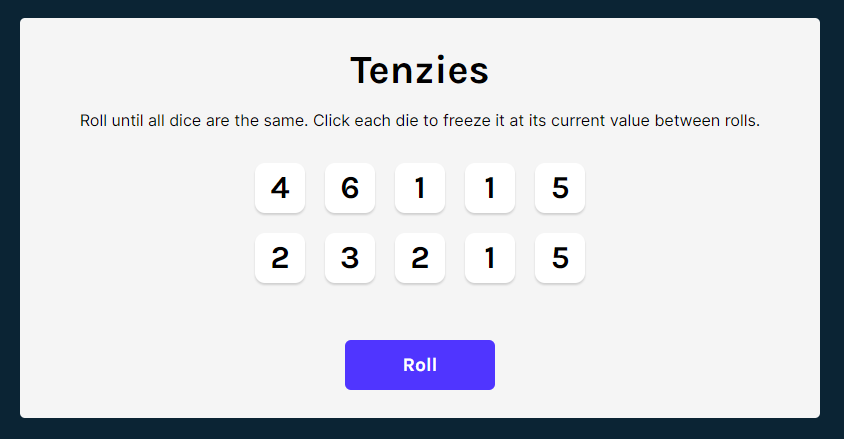 Tenzies
Roll until all dice are the same. Click each die to freeze it at its current value between rolls.
4 6 1 1 5
2 3 2 1 5
Roll